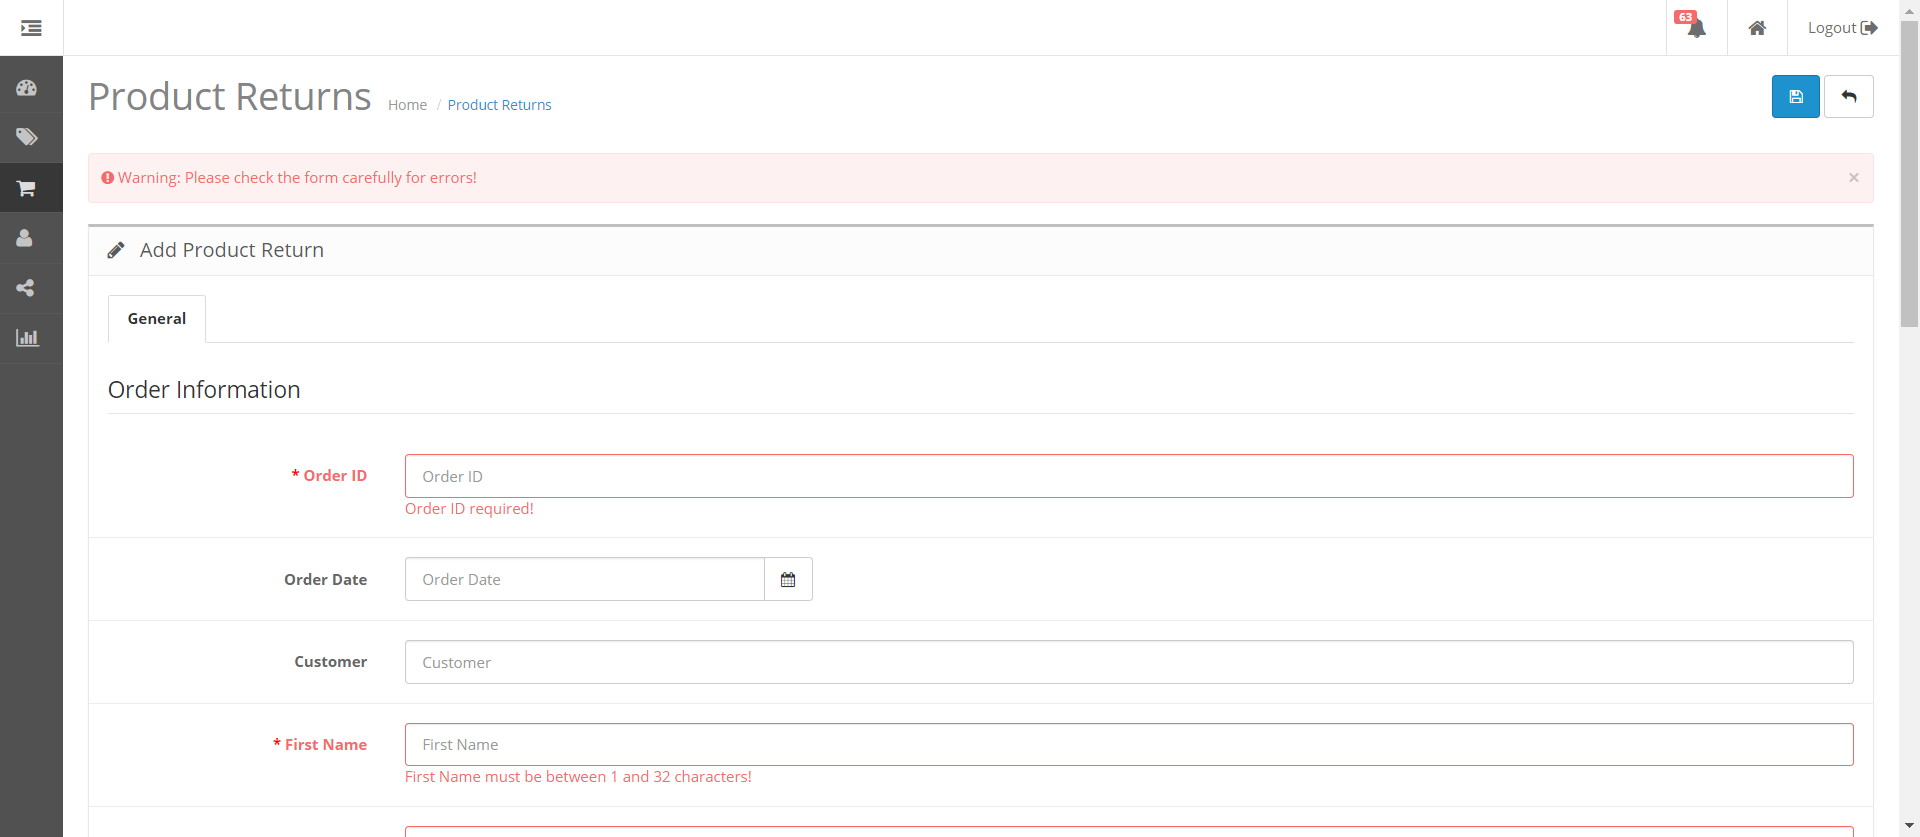 63
Logout
Product Returns
Home / Product Returns
Warning: Please check the form carefully for errors!
×
Add Product Return
General
Order Information
* Order ID
Order ID
Order ID required!
Order Date
Order Date
Customer
Customer
* First Name
First Name
First Name must be between 1 and 32 characters!